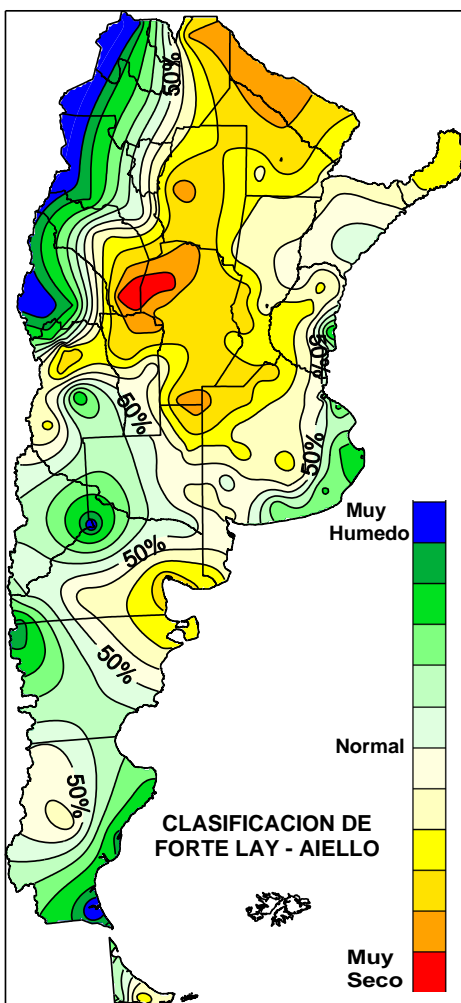 50%
50%
50%
50%
50%
50%
50%
Muy
Humedo
Normal
CLASIFICACION DE
FORTE LAY - AIELLO
Muy
Seco